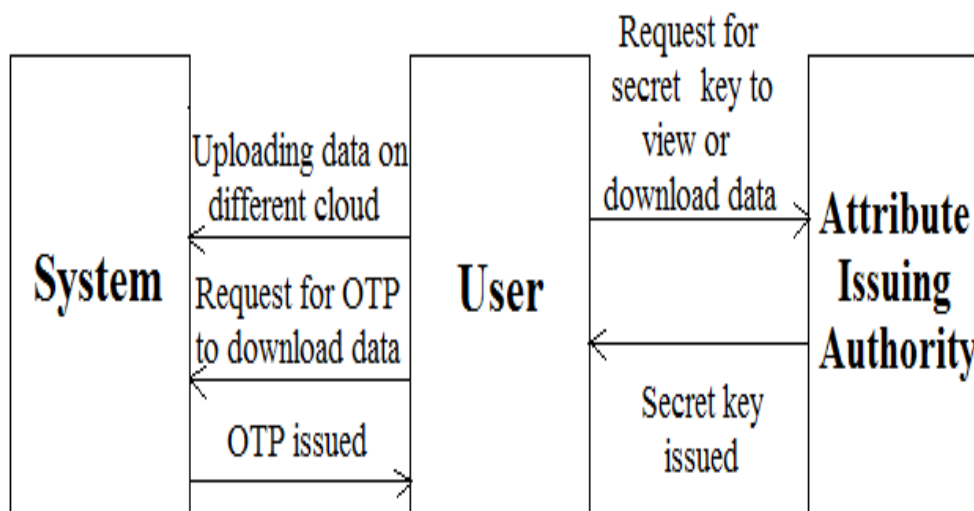 System
Uploading data on
different cloud
Request for OTP
to download data
OTP issued
User
Request for
secret key to
view or
download data
Secret key
issued
Attribute
Issuing
Authority